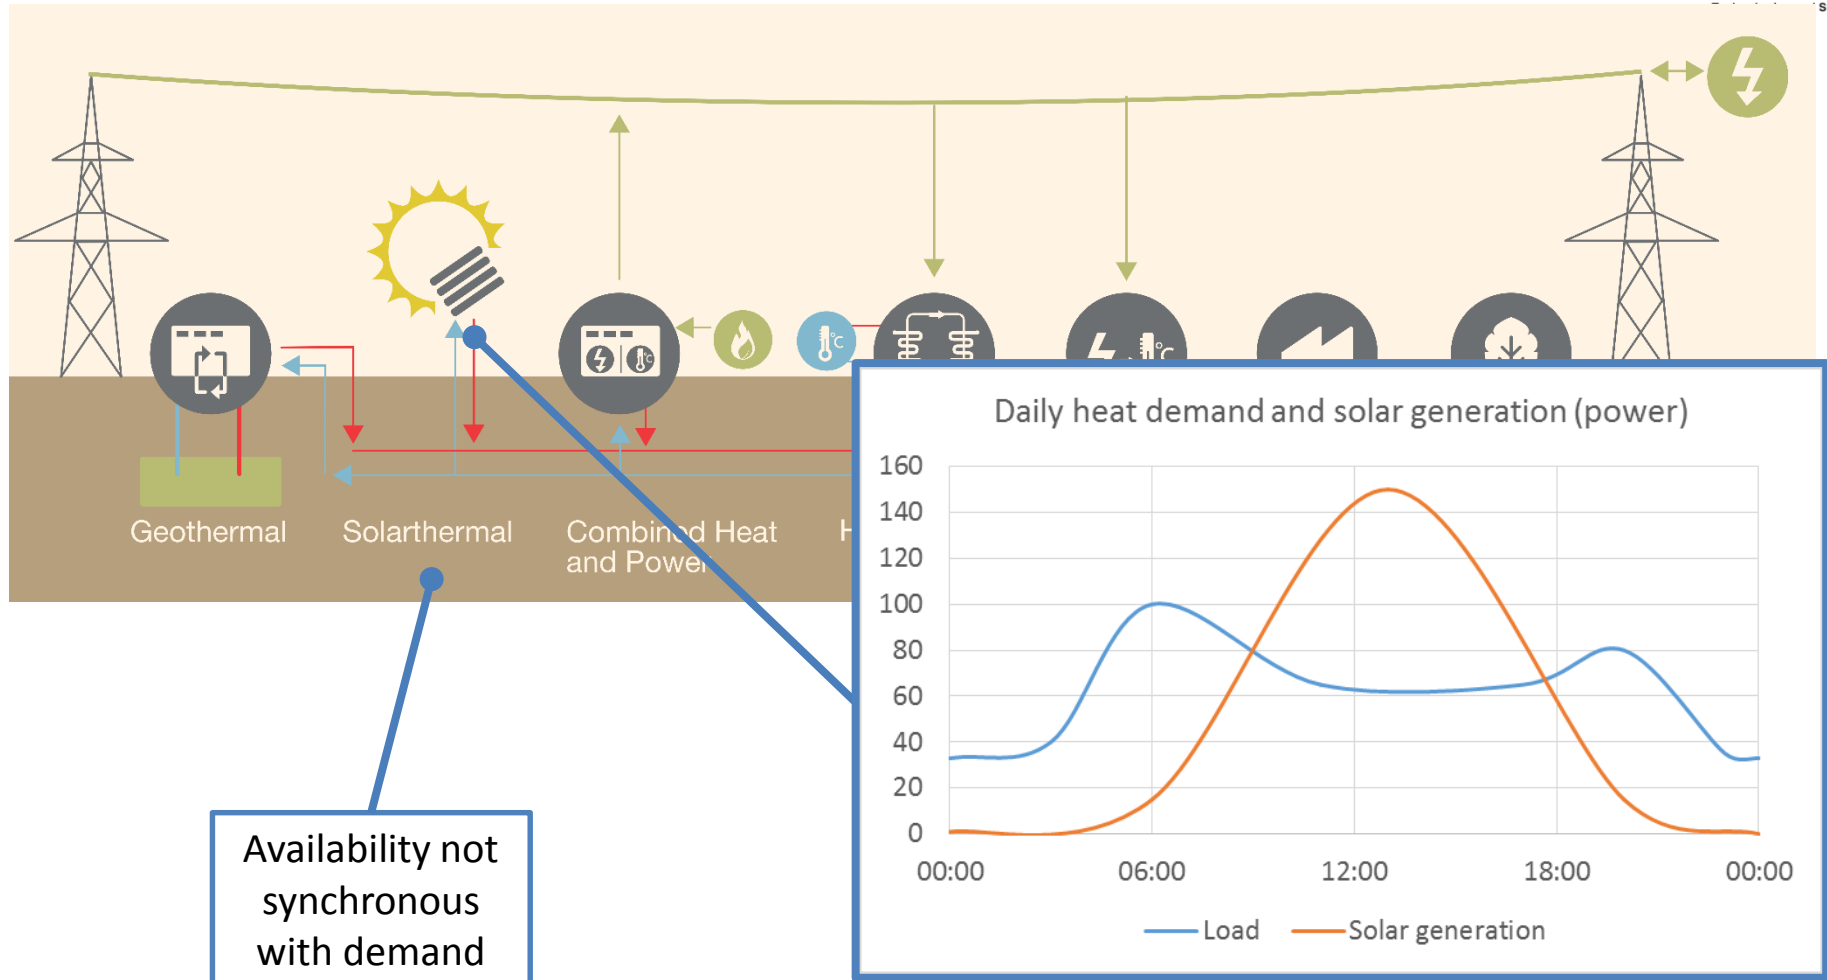 °C
°C
°C
Geothermal
Solarthermal
Combined Heat
and Power
H
Availability not
synchronous
with demand
Daily heat demand and solar generation (power)
160
140
120
100
80
60
40
20
0
00:00
06:00
12:00
18:00
00:00
Load
Solar generation